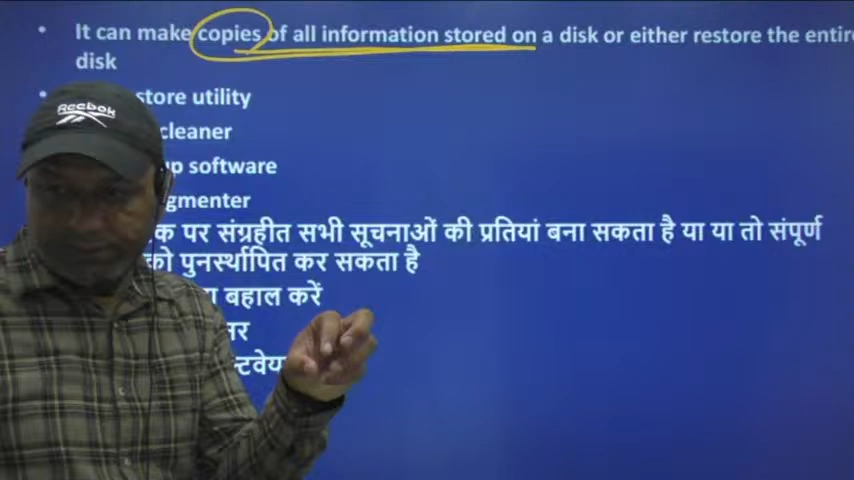 It can make copies of all information stored on a disk or either restore the entire
disk
store utility
cleaner
up software
gmenter
क पर संग्रहीत सभी सूचनाओं की प्रतियां बना सकता है या या तो संपूर्ण
को पुनर्स्थापित कर सकता है
बहाल करें
Reebok